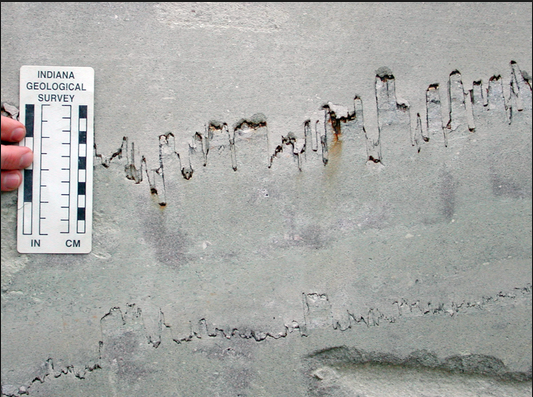 INDIANA
GEOLOGICAL
SURVEY
IN CM